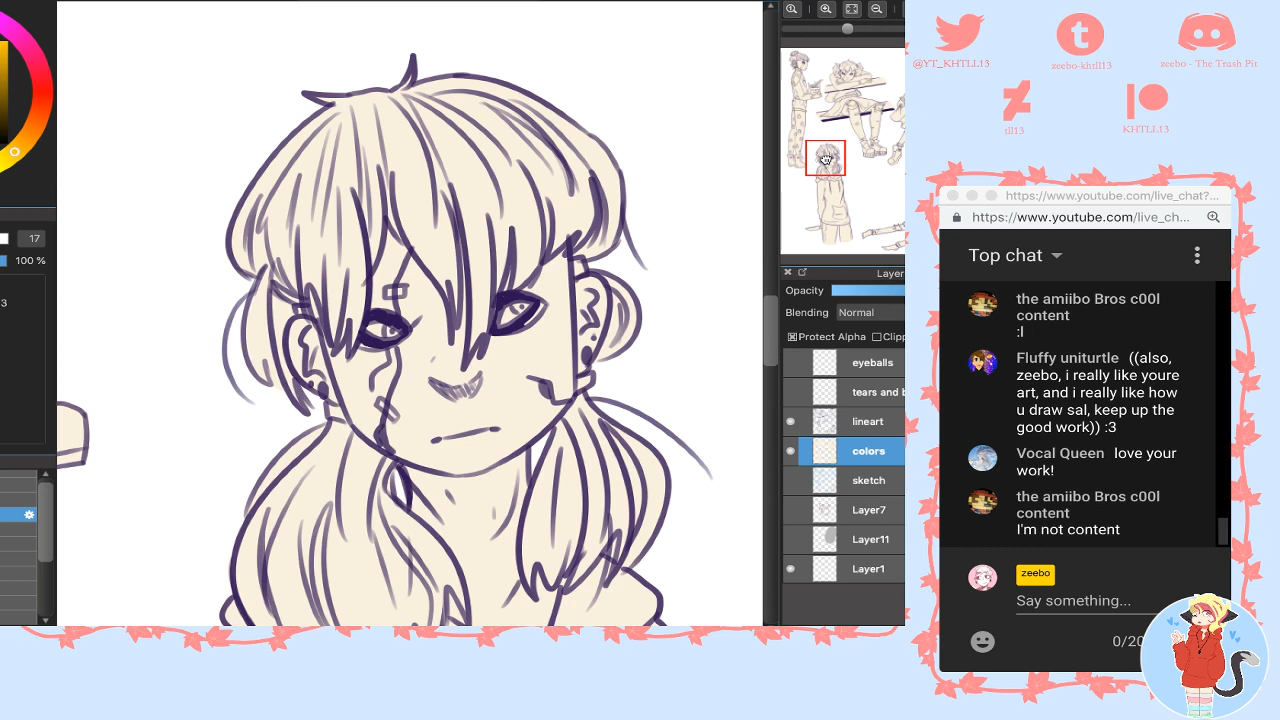 17
100 %
3
Layer
Opacity
Blending Normal
Protect Alpha Clipp
eyeballs
tears and b
lineart
colors
sketch
Layer7
Layer11
Layer1
@YT_KHTLL13
zeebo-khtll13
zeebo - The Trash Pit
tll13
KHTLL13
https://www.youtube.com/live_chat?...
https://www.youtube.com/live_ch...
Top chat
the amiibo Bros c00l
content
:l
Fluffy uniturtle ((also,
zeebo, i really like youre
art, and i really like how
u draw sal, keep up the
good work)) :3
Vocal Queen love your
work!
the amiibo Bros c00l
content
I'm not content
zeebo
Say something...
0/20